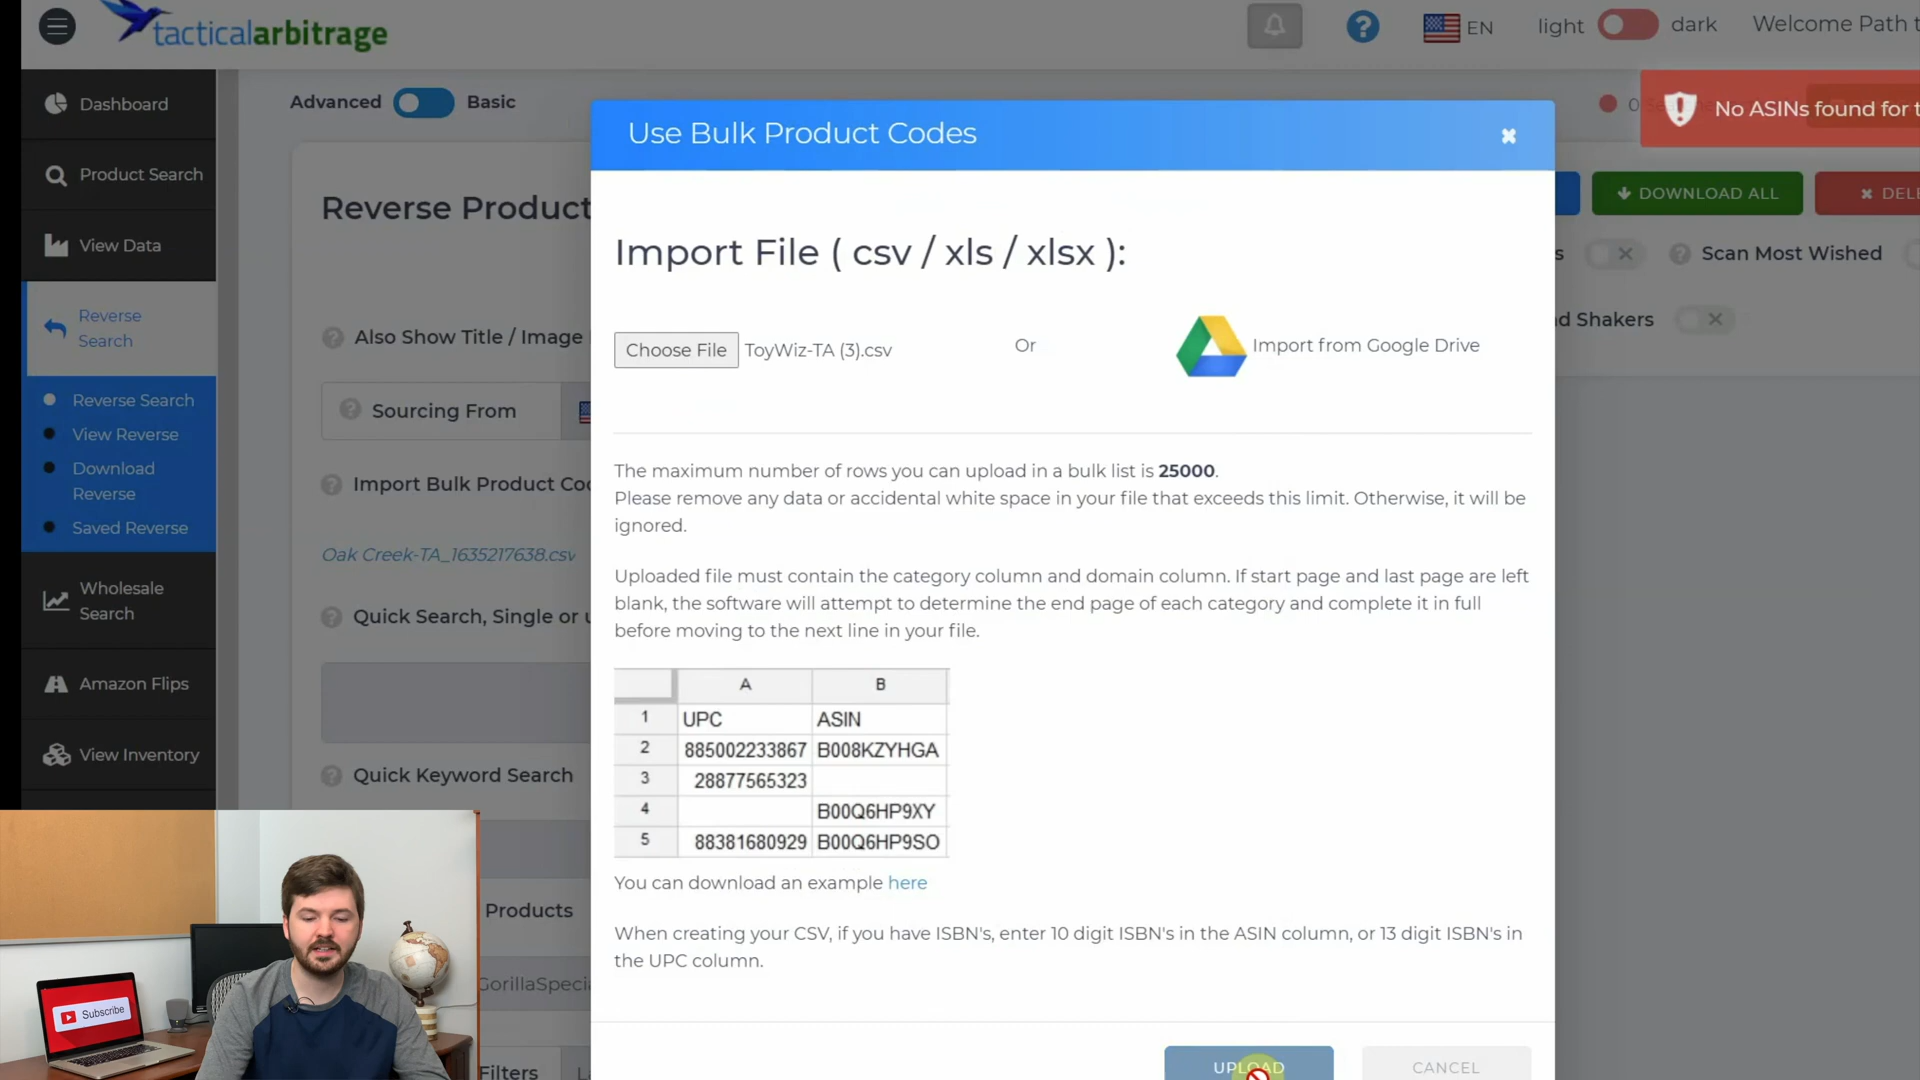 tacticalarbitrage
EN
light
dark
Welcome Path t
Dashboard
Product Search
View Data
Reverse
Search
Reverse Search
View Reverse
Download
Reverse
Saved Reverse
Wholesale
Search
Amazon Flips
View Inventory
Advanced
Basic
Reverse Product
Also Show Title / Image
Sourcing From
Import Bulk Product Co
Oak Creek-TA_1635217638.csv
Quick Search, Single or
Quick Keyword Search
Products
GorillaSpeci
Filters
Use Bulk Product Codes
Import File ( csv / xls / xlsx ):
Choose File
ToyWiz-TA (3).csv
Or
Import from Google Drive
The maximum number of rows you can upload in a bulk list is 25000.
Please remove any data or accidental white space in your file that exceeds this limit. Otherwise, it will be
ignored.
Uploaded file must contain the category column and domain column. If start page and last page are left
blank, the software will attempt to determine the end page of each category and complete it in full
before moving to the next line in your file.
A B
1 UPC ASIN
2 885002233867 B008KZYHGA
3 28877565323
4 B00Q6HP9XY
5 88381680929 B00Q6HP9SO
You can download an example here
When creating your CSV, if you have ISBN's, enter 10 digit ISBN's in the ASIN column, or 13 digit ISBN's in
the UPC column.
UPLOAD
CANCEL
No ASINs found for t
DOWNLOAD ALL
DELE
Scan Most Wished
d Shakers
Subscribe